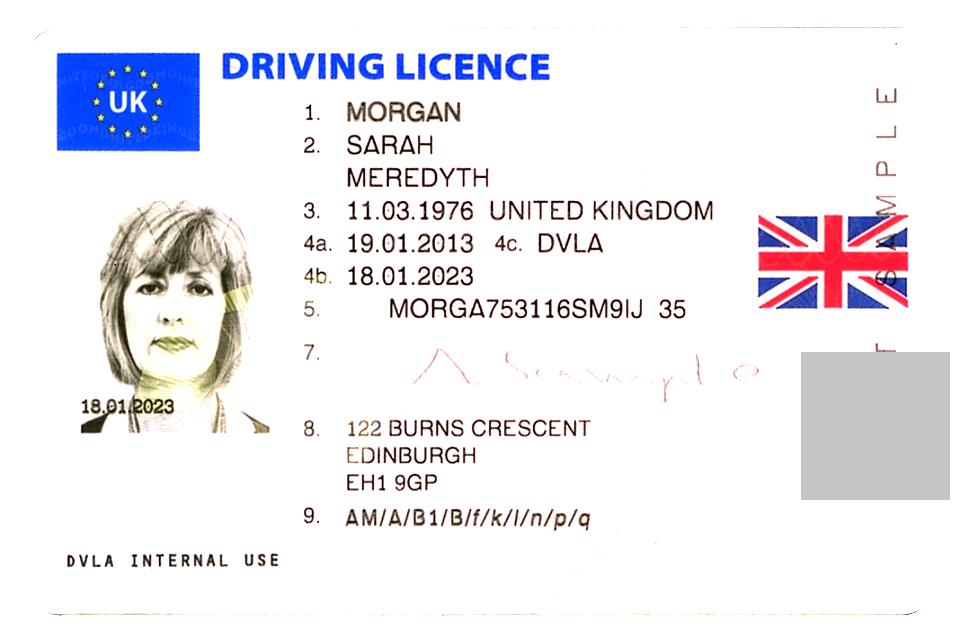 UK
DRIVING LICENCE
1. MORGAN
2. SARAH
MEREDYTH
3. 11.03.1976 UNITED KINGDOM
4a. 19.01.2013 4c. DVLA
4b. 18.01.2023
5. MORGA753116SM9IJ 35
7.
18.01.2023
8. 122 BURNS CRESCENT
EDINBURGH
EH1 9GP
9. AM/A/B1/B/f/k/l/n/p/q
DVLA INTERNAL USE
SAMPLE